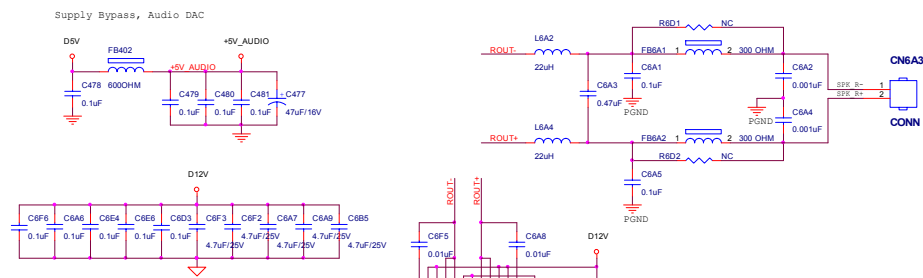 Supply Bypass, Audio DAC
D5V
FB402
+5V_AUDIO
+5V_AUDIO
C478
600OHM
0.1uF
C479
C480
C481
C477
0.1uF
0.1uF
0.1uF
47uF/16V
R6D1
NC
ROUT-
L6A2
FB6A1
1
2
300 OHM
22uH
C6A3
0.47uF
C6A1
0.1uF
PGND
C6A2
0.001uF
CN6A3
SPK R-
1
SPK R+
2
PGND
C6A4
0.001uF
CONN
ROUT+
L6A4
FB6A2
1
2
300 OHM
22uH
R6D2
NC
C6A5
0.1uF
PGND
D12V
C6F6
C6A6
C6E4
C6E6
C6D3
C6F3
C6F2
C6A7
C6A9
C6B5
0.1uF
0.1uF
0.1uF
0.1uF
0.1uF
4.7uF/25V
4.7uF/25V
4.7uF/25V
4.7uF/25V
4.7uF/25V
ROUT-
ROUT+
C6F5
0.01uF
C6A8
0.01uF
D12V